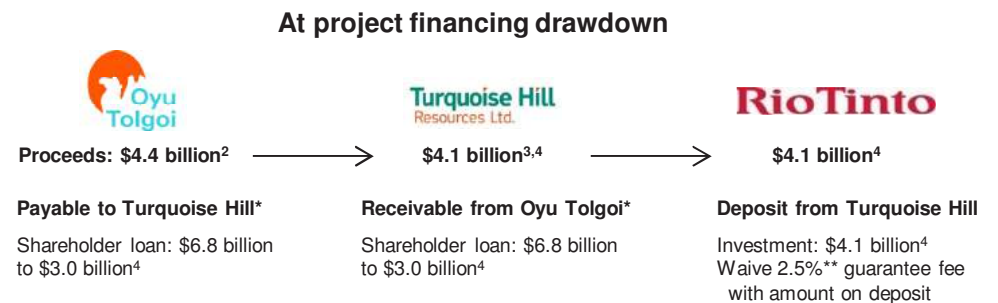 At project financing drawdown
Oyu
Tolgoi
Turquoise Hill
Resources Ltd.
RioTinto
Proceeds: $4.4 billion²
$4.1 billion³,⁴
$4.1 billion⁴
Payable to Turquoise Hill*
Receivable from Oyu Tolgoi*
Deposit from Turquoise Hill
Shareholder loan: $6.8 billion
to $3.0 billion⁴
Shareholder loan: $6.8 billion
to $3.0 billion⁴
Investment: $4.1 billion⁴
Waive 2.5%** guarantee fee
with amount on deposit